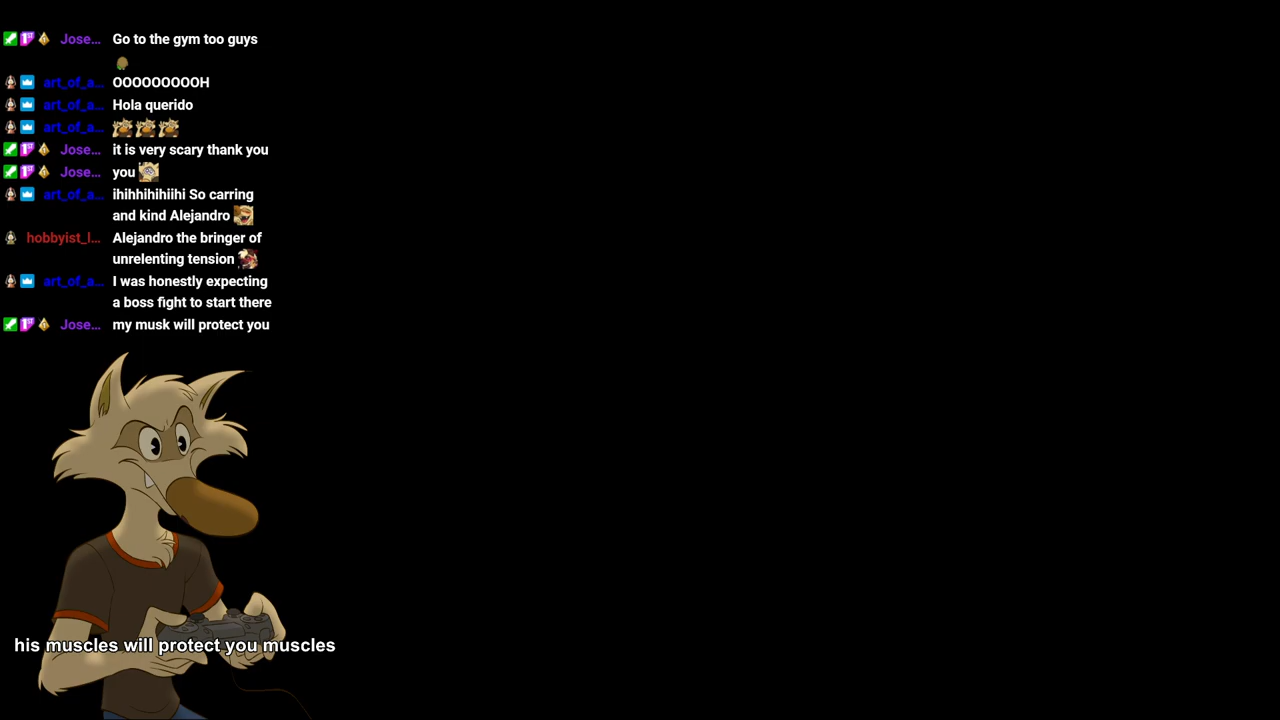 Jose... Go to the gym too guys
art_of_a... OOOOOOOOOH
art_of_a... Hola querido
art_of_a...
Jose... it is very scary thank you
Jose... you
art_of_a... ihihhihihiihi So carring
and kind Alejandro
hobbyist_l... Alejandro the bringer of
unrelenting tension
art_of_a... I was honestly expecting
a boss fight to start there
Jose... my musk will protect you
his muscles will protect you muscles